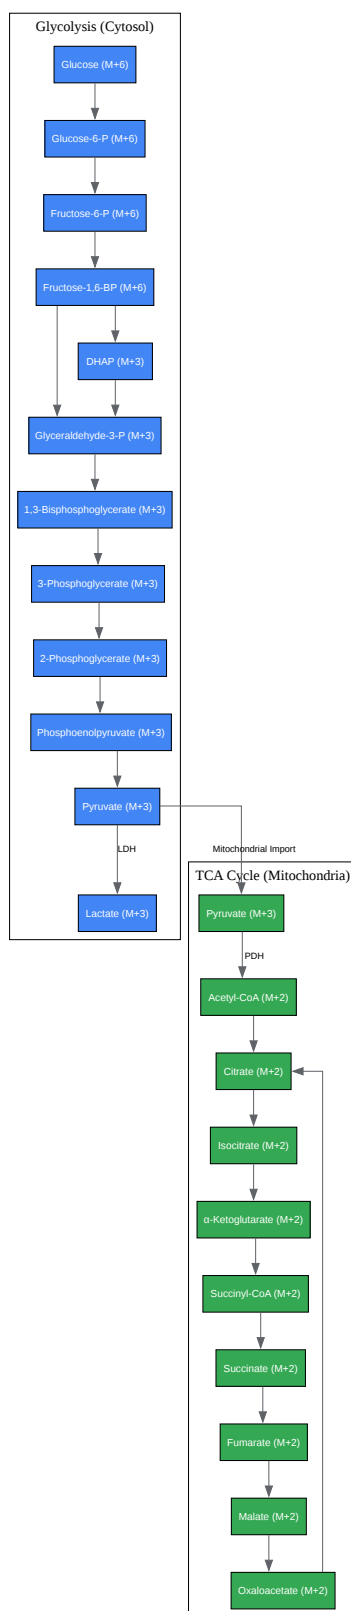 Glycolysis (Cytosol)
Glucose (M+6)
Glucose-6-P (M+6)
Fructose-6-P (M+6)
Fructose-1,6-BP (M+6)
DHAP (M+3)
Glyceraldehyde-3-P (M+3)
1,3-Bisphosphoglycerate (M+3)
3-Phosphoglycerate (M+3)
2-Phosphoglycerate (M+3)
Phosphoenolpyruvate (M+3)
Pyruvate (M+3)
LDH
Lactate (M+3)
Mitochondrial Import
TCA Cycle (Mitochondria)
Pyruvate (M+3)
PDH
Acetyl-CoA (M+2)
Citrate (M+2)
Isocitrate (M+2)
α-Ketoglutarate (M+2)
Succinyl-CoA (M+2)
Succinate (M+2)
Fumarate (M+2)
Malate (M+2)
Oxaloacetate (M+2)